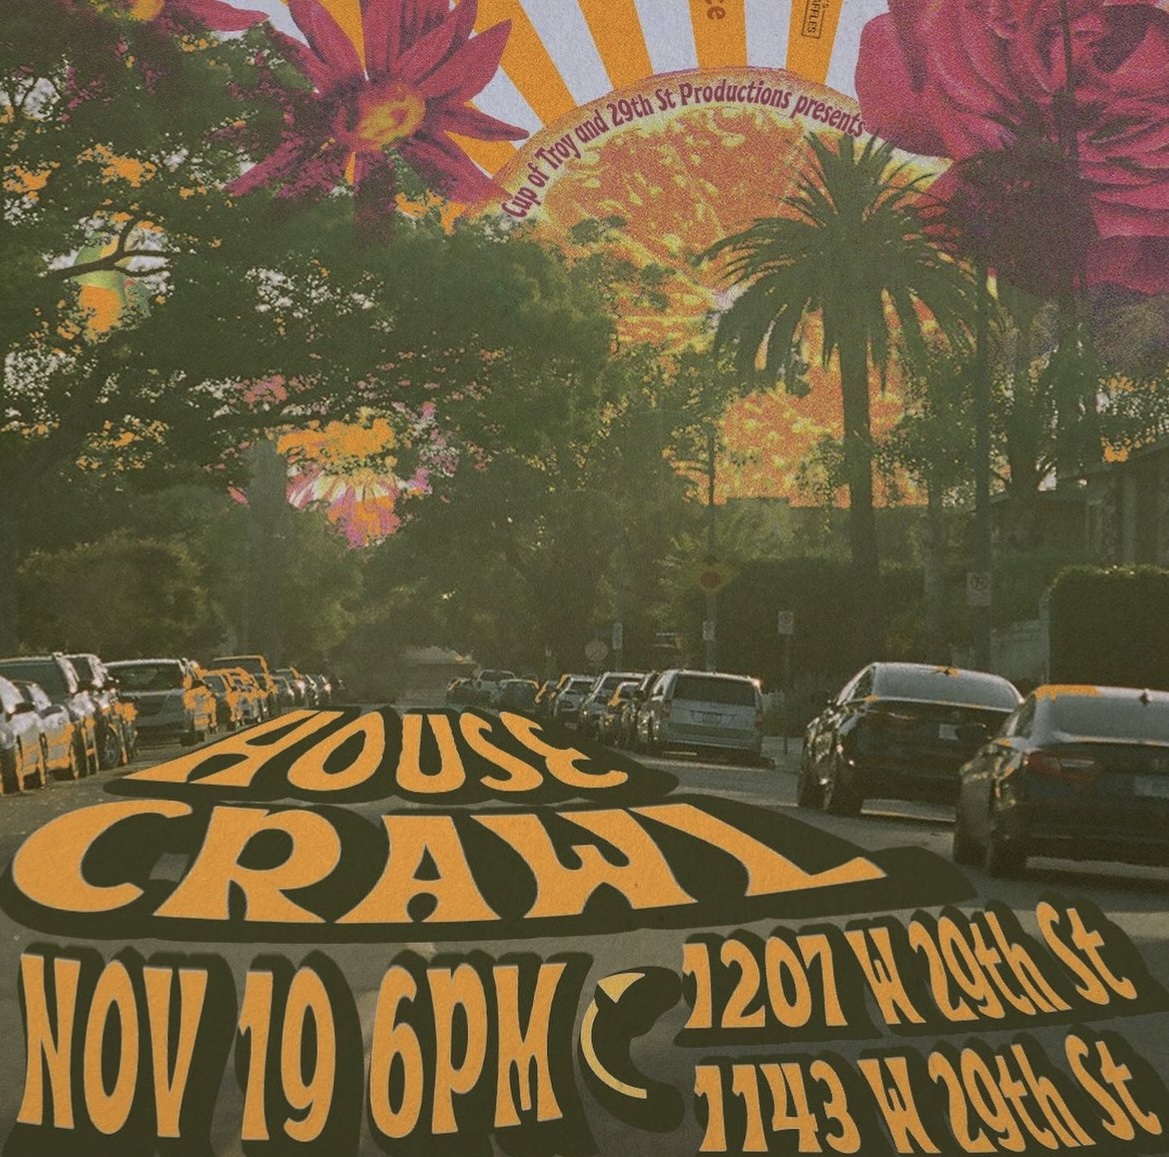 ce
Cup of Troy and 29th St Productions presents
HOUSE
CRAWL
NOV 19 6PM
1207 W 29th St
1143 W 29th St